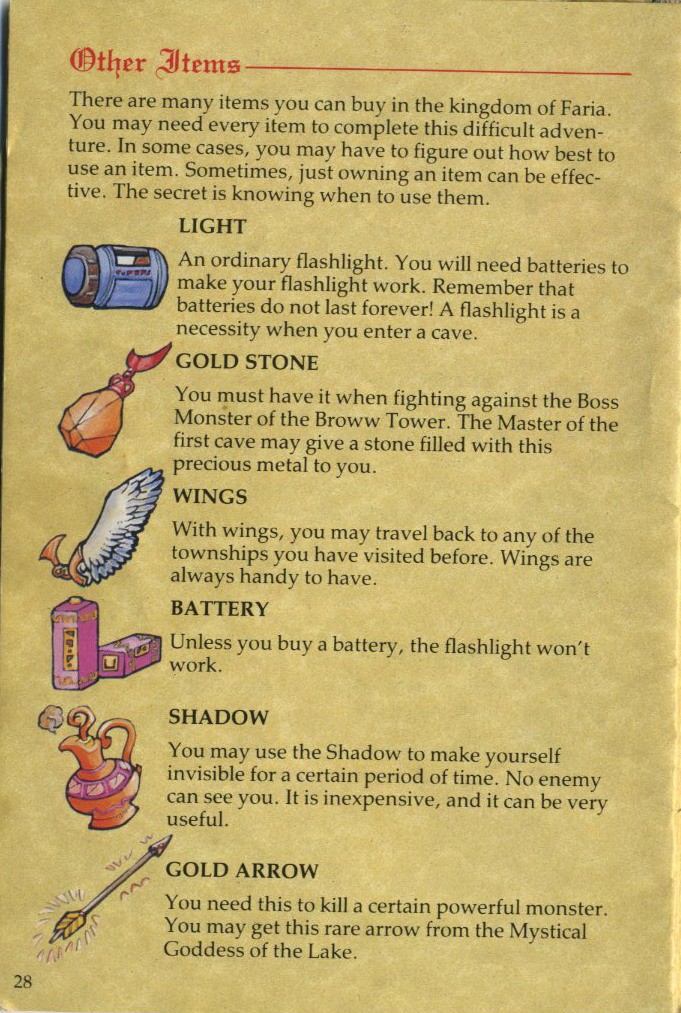 Other Items
There are many items you can buy in the kingdom of Faria.
You may need every item to complete this difficult adven-
ture. In some cases, you may have to figure out how best to
use an item. Sometimes, just owning an item can be effec-
tive. The secret is knowing when to use them.
LIGHT
An ordinary flashlight. You will need batteries to
make your flashlight work. Remember that
batteries do not last forever! A flashlight is a
necessity when you enter a cave.
GOLD STONE
You must have it when fighting against the Boss
Monster of the Broww Tower. The Master of the
first cave may give a stone filled with this
precious metal to you.
WINGS
With wings, you may travel back to any of the
townships you have visited before. Wings are
always handy to have.
BATTERY
Unless you buy a battery, the flashlight won't
work.
SHADOW
You may use the Shadow to make yourself
invisible for a certain period of time. No enemy
can see you. It is inexpensive, and it can be very
useful.
GOLD ARROW
You need this to kill a certain powerful monster.
You may get this rare arrow from the Mystical
Goddess of the Lake.
28